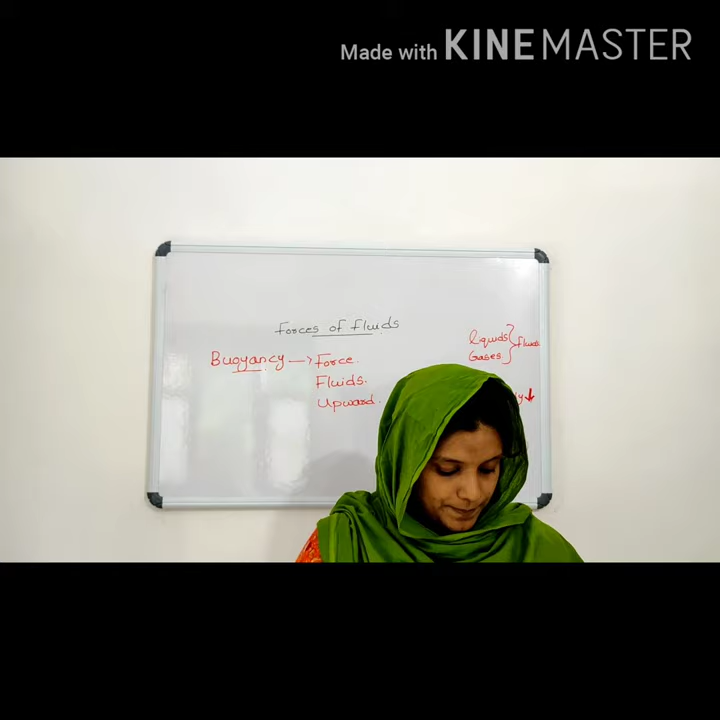 Made with KINEMASTER
Forces of Fluids
Liquids } Fluids
Gases
Buoyancy → Force.
Fluids.
Upward.